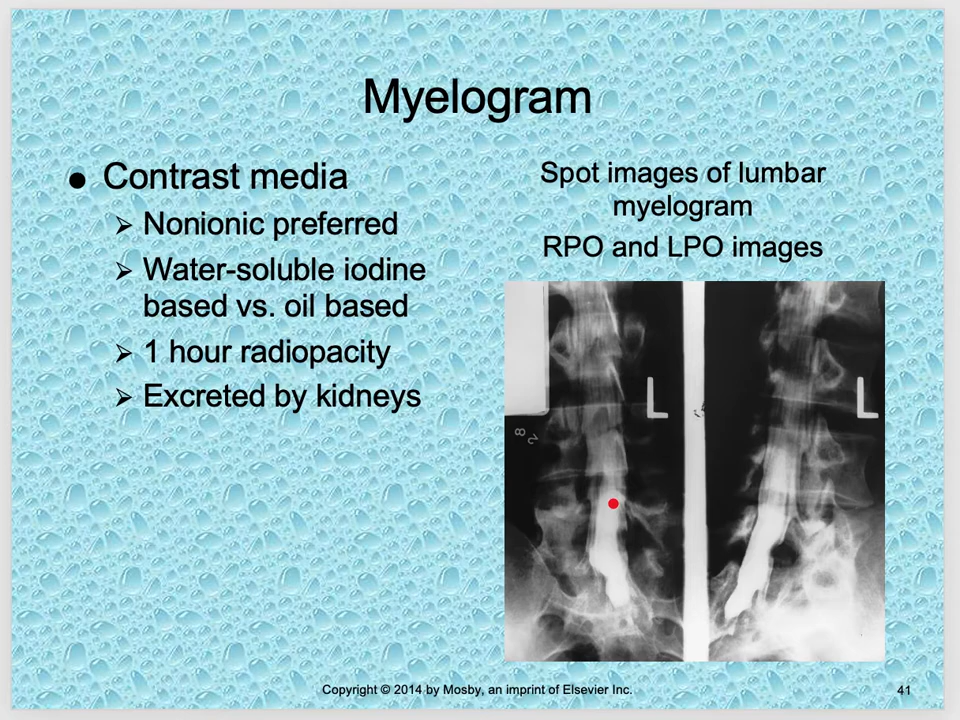 Myelogram
● Contrast media
➢ Nonionic preferred
➢ Water-soluble iodine
based vs. oil based
➢ 1 hour radiopacity
➢ Excreted by kidneys
Spot images of lumbar
myelogram
RPO and LPO images
L
L
Copyright © 2014 by Mosby, an imprint of Elsevier Inc.
41